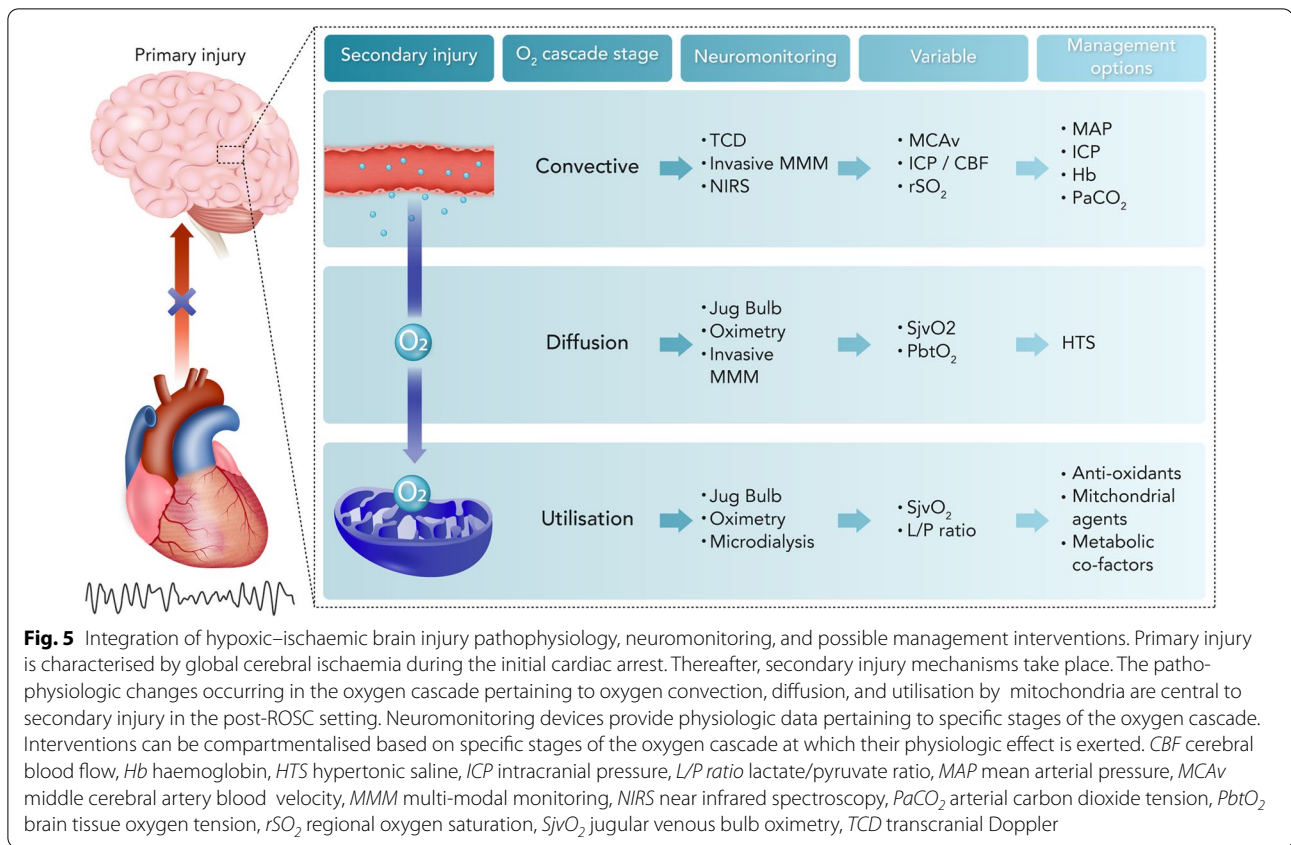 Primary injury
Secondary injury
O₂ cascade stage
Neuromonitoring
Variable
Management
options
Convective
• TCD
• Invasive MMM
• NIRS
• MCAv
• ICP / CBF
• rSO₂
• MAP
• ICP
• Hb
• PaCO₂
O₂
Diffusion
• Jug Bulb
• Oximetry
• Invasive
MMM
• SjvO2
• PbtO₂
HTS
O₂
Utilisation
• Jug Bulb
• Oximetry
• Microdialysis
• SjvO₂
• L/P ratio
• Anti-oxidants
• Mitchondrial
agents
• Metabolic
co-factors
Fig. 5 Integration of hypoxic–ischaemic brain injury pathophysiology, neuromonitoring, and possible management interventions. Primary injury
is characterised by global cerebral ischaemia during the initial cardiac arrest. Thereafter, secondary injury mechanisms take place. The patho-
physiologic changes occurring in the oxygen cascade pertaining to oxygen convection, diffusion, and utilisation by mitochondria are central to
secondary injury in the post-ROSC setting. Neuromonitoring devices provide physiologic data pertaining to specific stages of the oxygen cascade.
Interventions can be compartmentalised based on specific stages of the oxygen cascade at which their physiologic effect is exerted. CBF cerebral
blood flow, Hb haemoglobin, HTS hypertonic saline, ICP intracranial pressure, L/P ratio lactate/pyruvate ratio, MAP mean arterial pressure, MCAv
middle cerebral artery blood velocity, MMM multi-modal monitoring, NIRS near infrared spectroscopy, PaCO₂ arterial carbon dioxide tension, PbtO₂
brain tissue oxygen tension, rSO₂ regional oxygen saturation, SjvO₂ jugular venous bulb oximetry, TCD transcranial Doppler